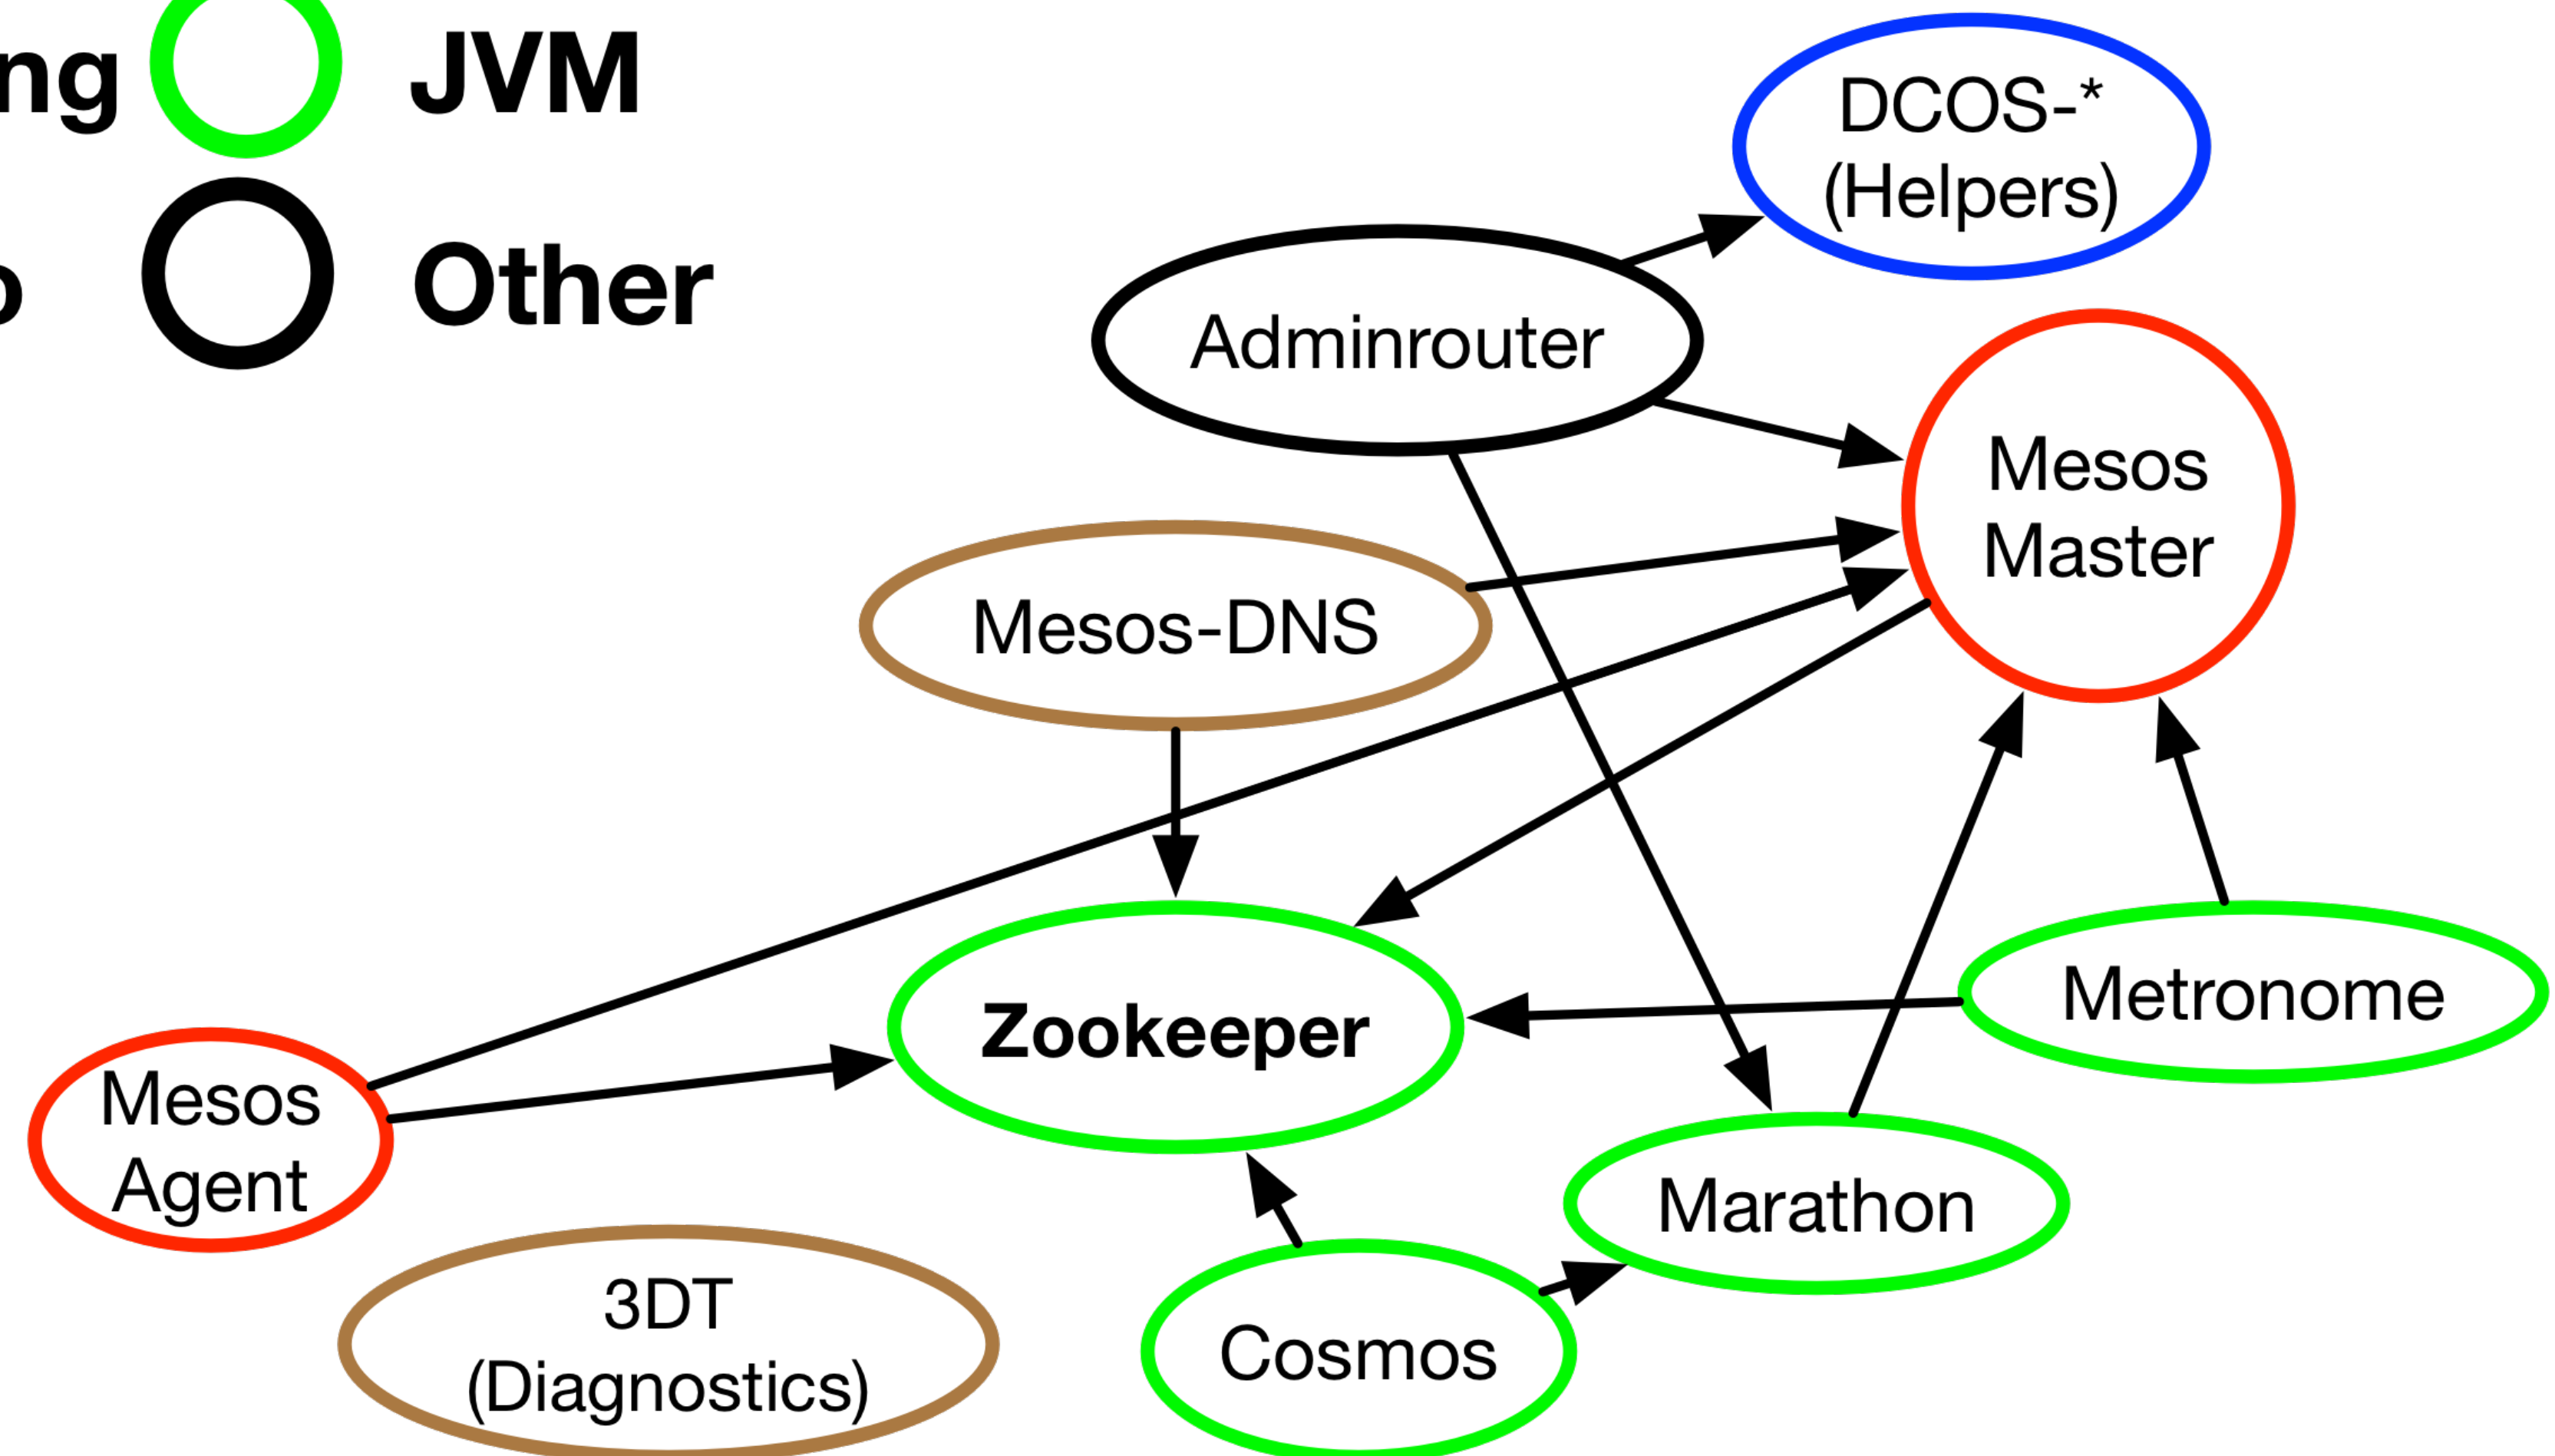 ng
JVM
o
Other
DCOS-*
(Helpers)
Adminrouter
Mesos
Master
Mesos-DNS
Zookeeper
Metronome
Mesos
Agent
Marathon
3DT
(Diagnostics)
Cosmos